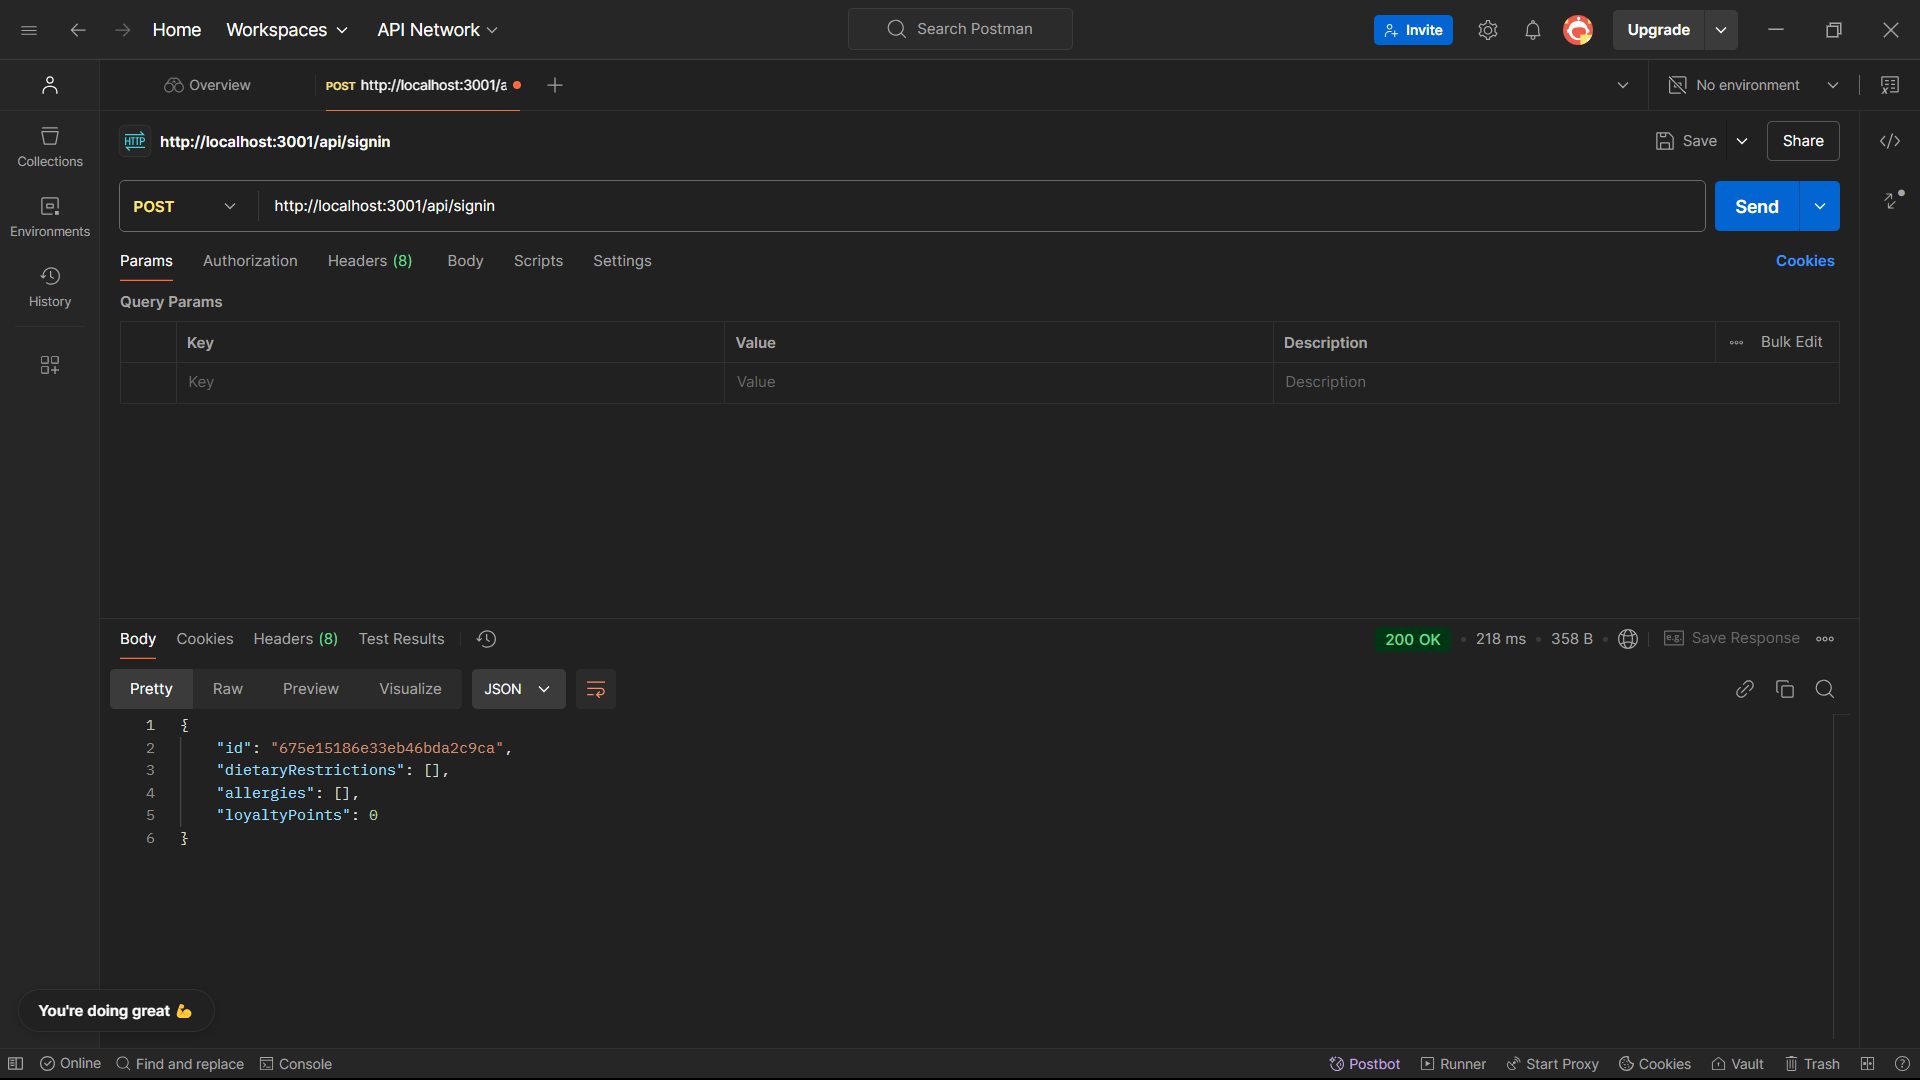 Home Workspaces API Network Search Postman Invite Upgrade
Overview POST http://localhost:3001/a No environment
HTTP http://localhost:3001/api/signin Save Share
Collections
POST http://localhost:3001/api/signin Send
Environments
Params Authorization Headers (8) Body Scripts Settings Cookies
History
Query Params
Key Value Description Bulk Edit
Key Value Description
Body Cookies Headers (8) Test Results 200 OK 218 ms 358 B e.g. Save Response
Pretty Raw Preview Visualize JSON
1 {
2 "id": "675e15186e33eb46bda2c9ca",
3 "dietaryRestrictions": [],
4 "allergies": [],
5 "loyaltyPoints": 0
6 }
You're doing great 💪
Online Find and replace Console Postbot Runner Start Proxy Cookies Vault Trash